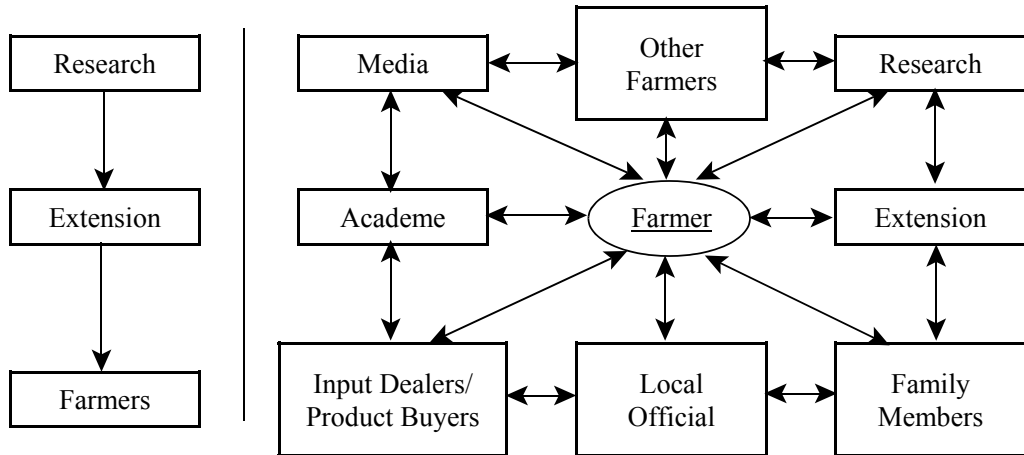 Research
Extension
Farmers
Media
Other
Farmers
Research
Academe
Farmer
Extension
Input Dealers/
Product Buyers
Local
Official
Family
Members